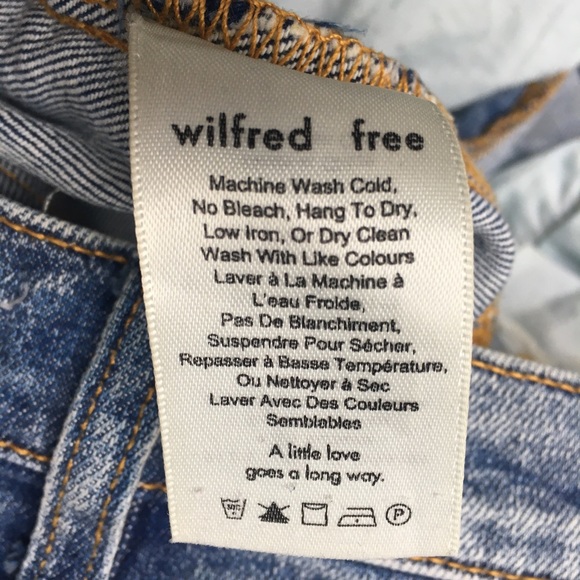 wilfred free
Machine Wash Cold,
No Bleach, Hang To Dry,
Low Iron, Or Dry Clean
Wash With Like Colours
Laver à La Machine à
L'eau Froide,
Pas De Blanchiment,
Suspendre Pour Sécher,
Repasser à Basse Température,
Ou Nettoyer à Sec
Laver Avec Des Couleurs
Semblables
A little love
goes a long way.
P